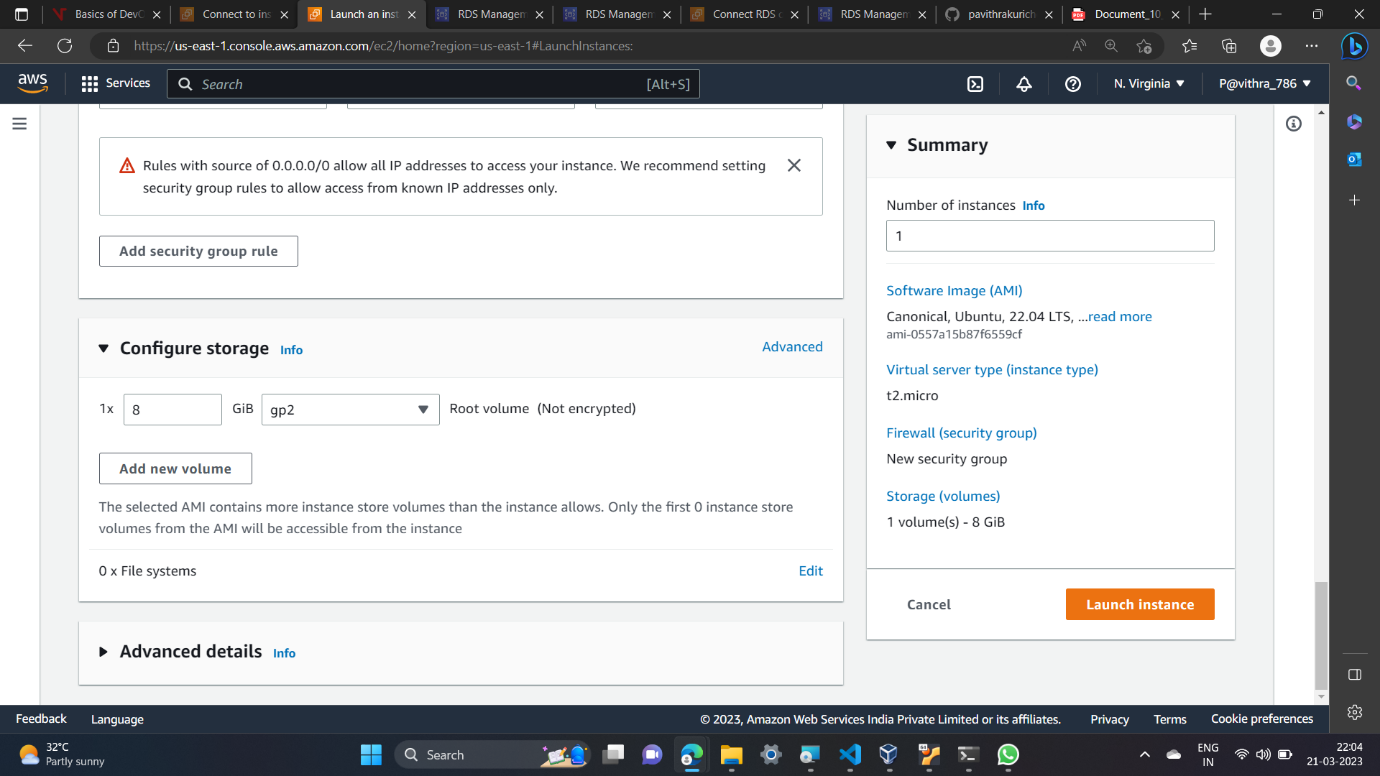 Basics of DevO
Connect to ins
Launch an inst
RDS Managem
RDS Managem
Connect RDS
RDS Managem
pavithrakurich
Document_10
https://us-east-1.console.aws.amazon.com/ec2/home?region=us-east-1#LaunchInstances:
aws
Services
Search
[Alt+S]
N. Virginia
P@vithra_786
Rules with source of 0.0.0.0/0 allow all IP addresses to access your instance. We recommend setting
security group rules to allow access from known IP addresses only.
Add security group rule
Configure storage Info
Advanced
1x 8 GiB gp2 Root volume (Not encrypted)
Add new volume
The selected AMI contains more instance store volumes than the instance allows. Only the first 0 instance store
volumes from the AMI will be accessible from the instance
0 x File systems
Edit
Advanced details Info
Summary
Number of instances Info
1
Software Image (AMI)
Canonical, Ubuntu, 22.04 LTS, ...read more
ami-0557a15b87f6559cf
Virtual server type (instance type)
t2.micro
Firewall (security group)
New security group
Storage (volumes)
1 volume(s) - 8 GiB
Cancel
Launch instance
Feedback
Language
© 2023, Amazon Web Services India Private Limited or its affiliates.
Privacy
Terms
Cookie preferences
32°C
Partly sunny
Search
ENG
IN
22:04
21-03-2023